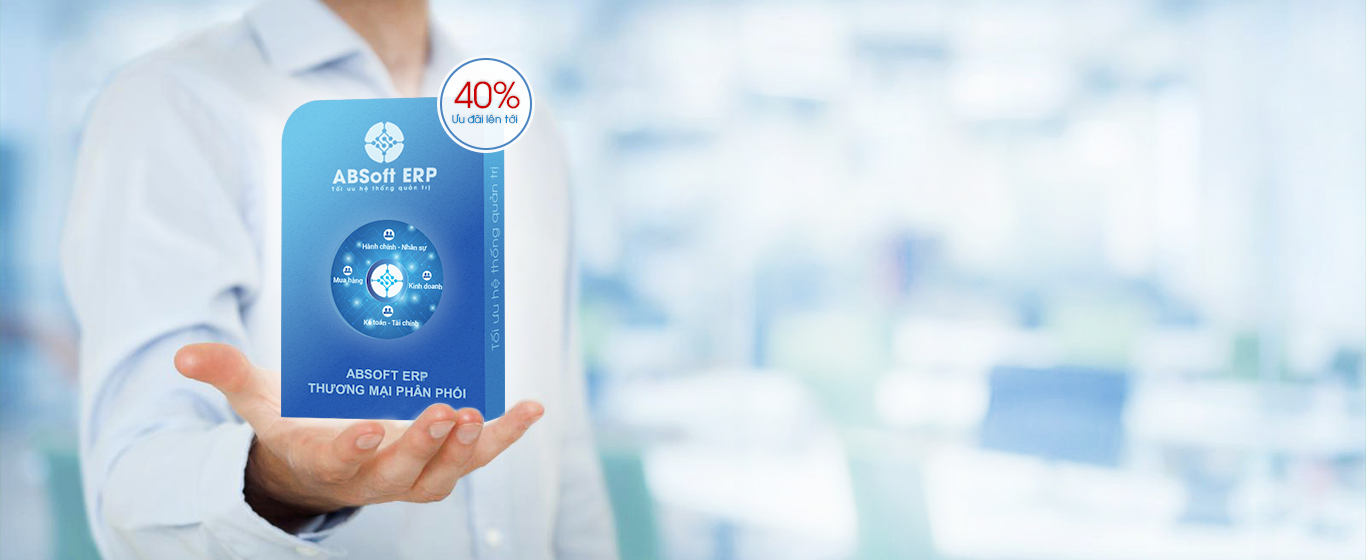 40%
Ưu đãi lên tới
ABSoft ERP
Tối ưu hệ thống quản trị
Hành chính - Nhân sự
Mua hàng
Kinh doanh
Kế toán - Tài chính
Tối ưu hệ thống quản trị
ABSOFT ERP
THƯƠNG MẠI PHÂN PHỐI